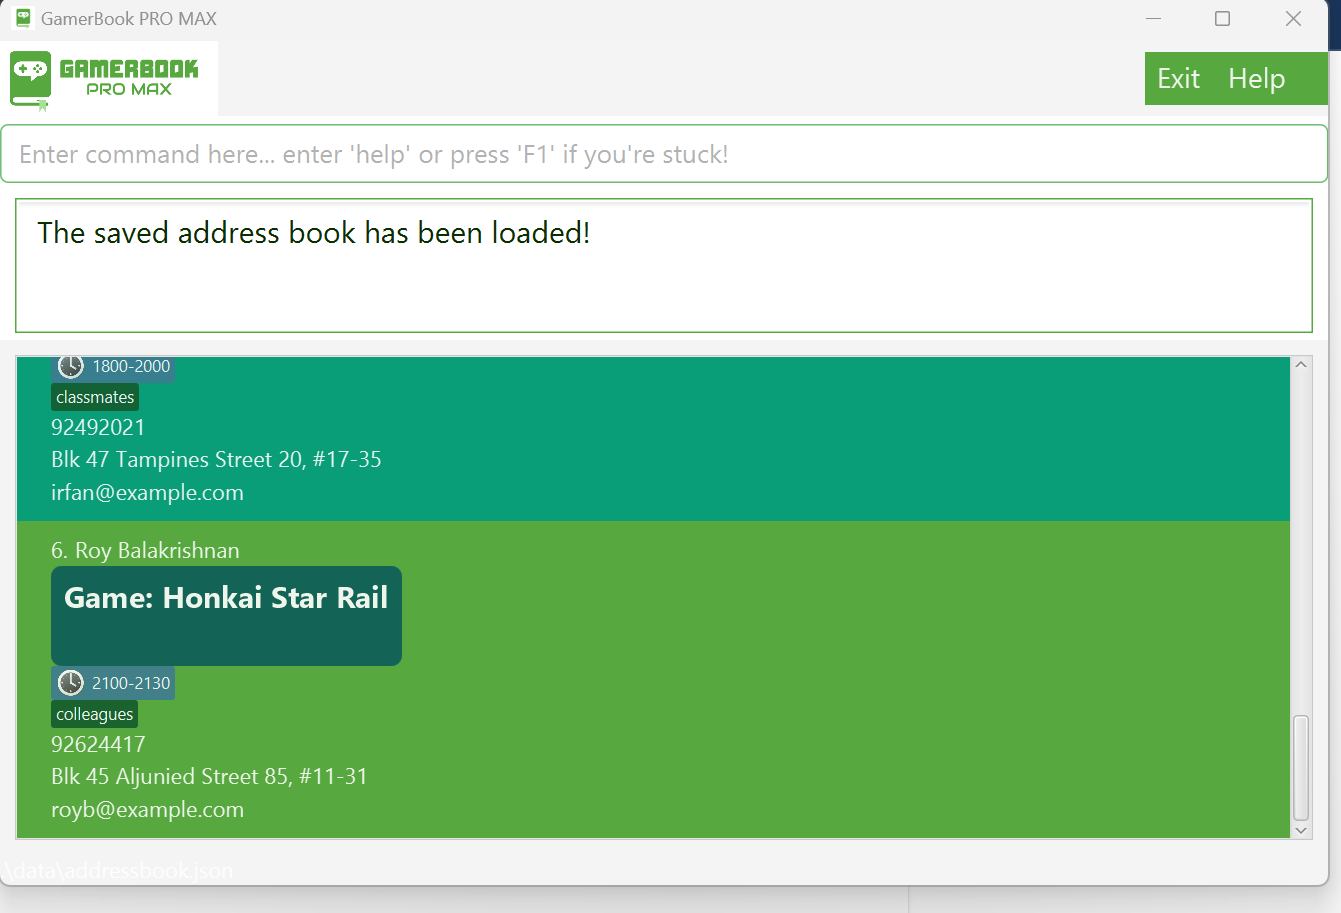 GamerBook PRO MAX
GAMERBOOK
PRO MAX
Exit Help
Enter command here... enter 'help' or press 'F1' if you're stuck!
The saved address book has been loaded!
1800-2000
classmates
92492021
Blk 47 Tampines Street 20, #17-35
irfan@example.com
6. Roy Balakrishnan
Game: Honkai Star Rail
2100-2130
colleagues
92624417
Blk 45 Aljunied Street 85, #11-31
royb@example.com
\data\addressbook.json